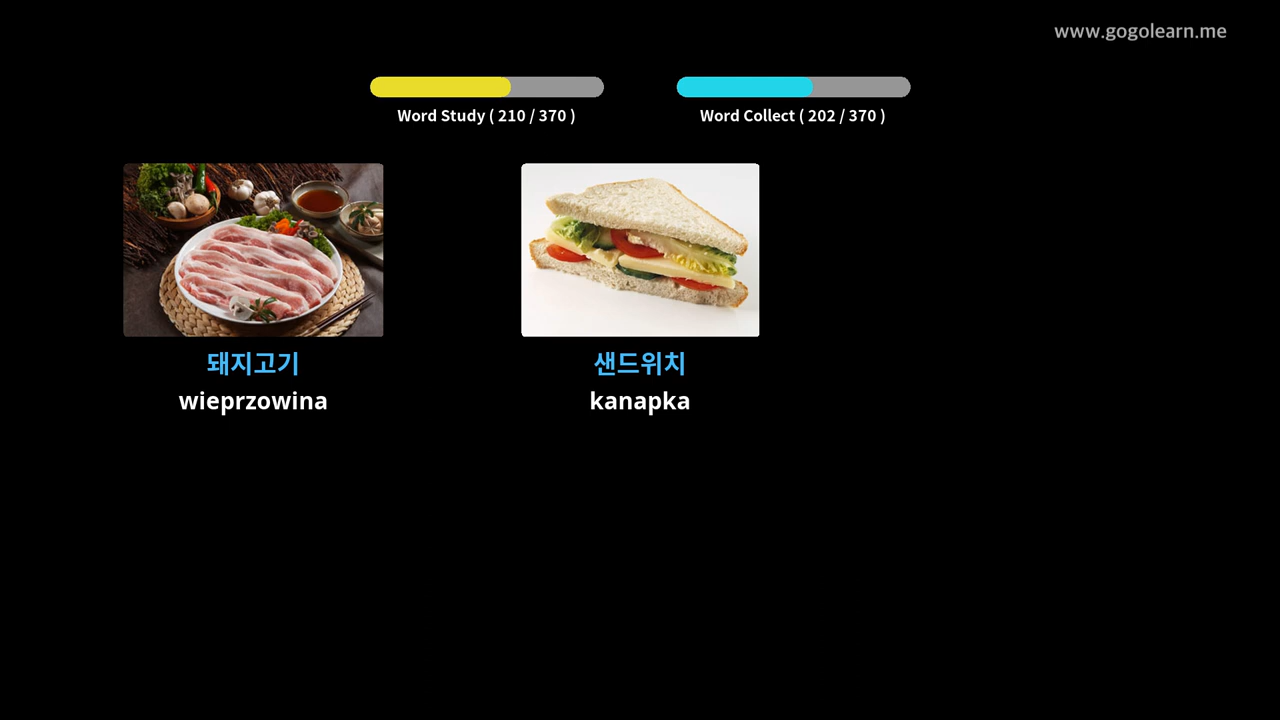 www.gogolearn.me
Word Study ( 210 / 370 )
Word Collect ( 202 / 370 )
돼지고기
wieprzowina
샌드위치
kanapka